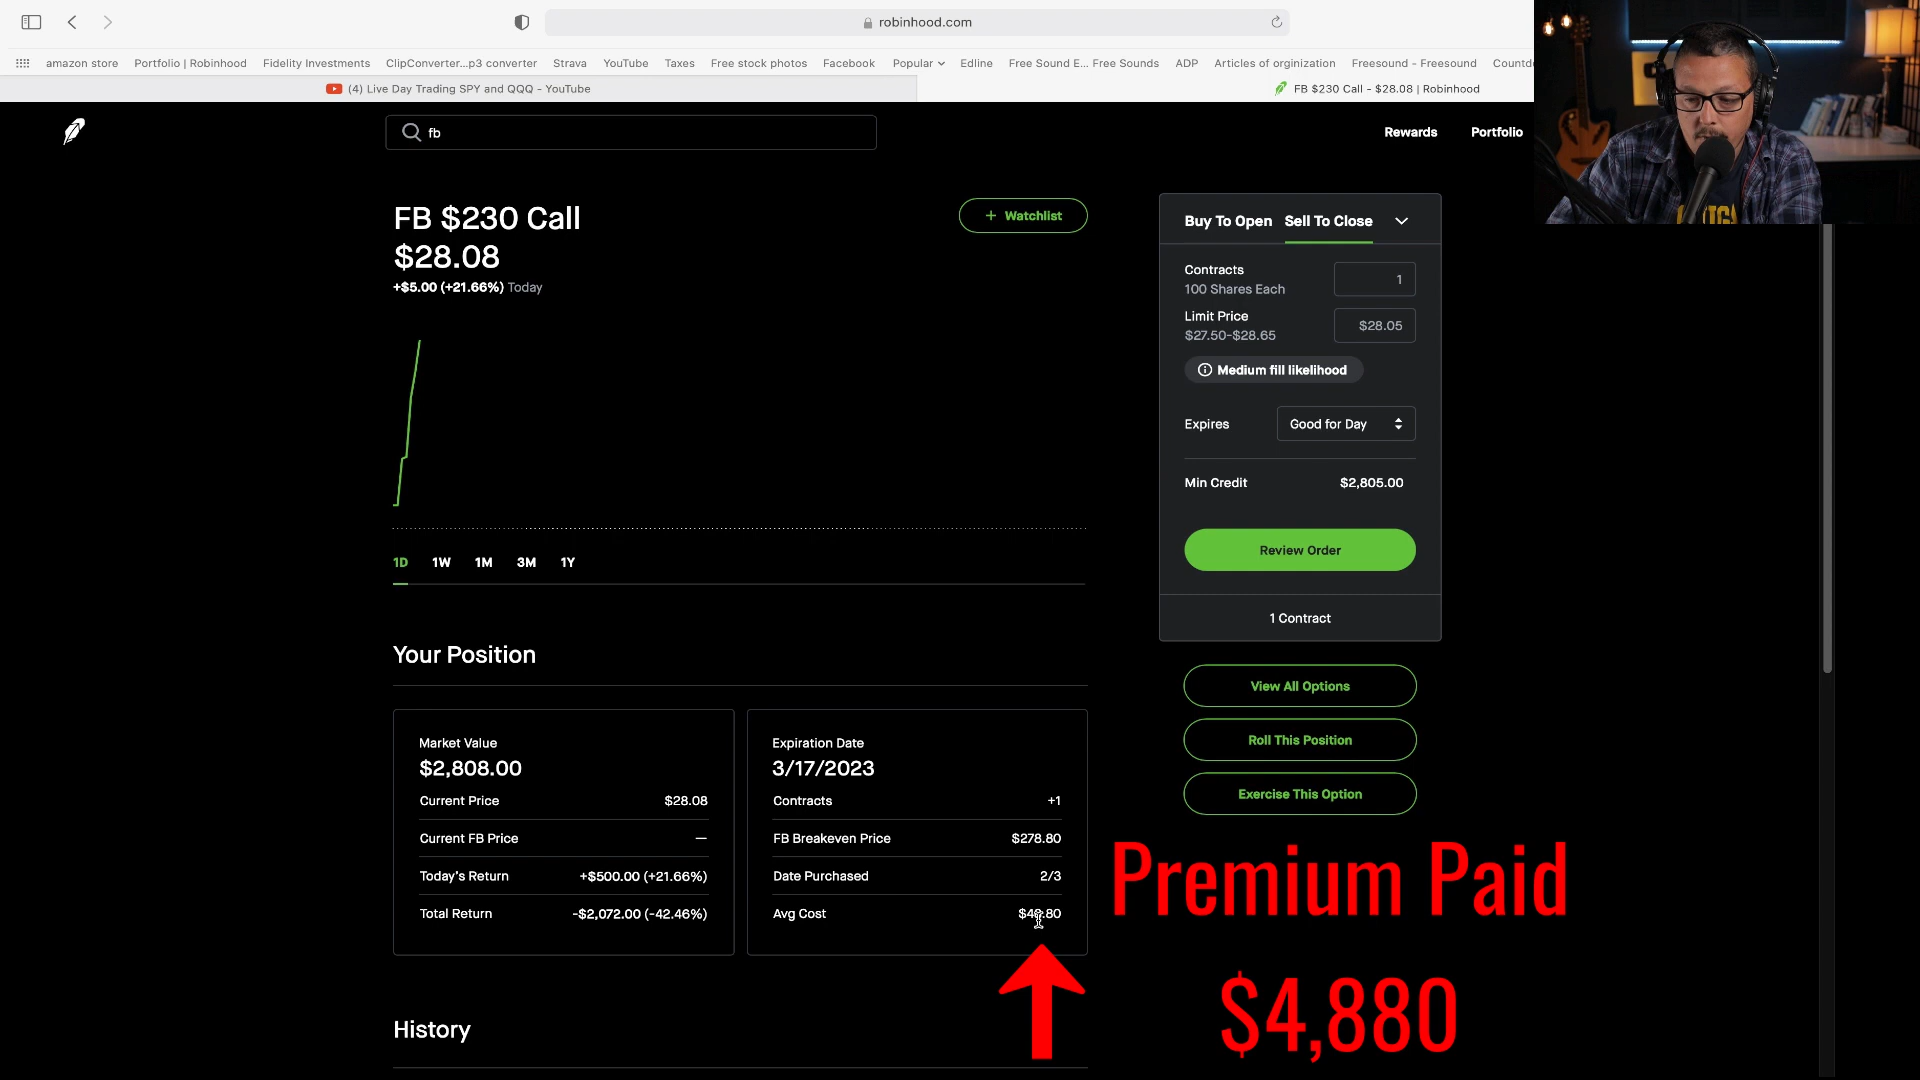 robinhood.com
amazon store
Portfolio | Robinhood
Fidelity Investments
ClipConverter...p3 converter
Strava
YouTube
Taxes
Free stock photos
Facebook
Popular
Edline
Free Sound E... Free Sounds
ADP
Articles of orginization
Freesound - Freesound
Countd
(4) Live Day Trading SPY and QQQ - YouTube
FB $230 Call - $28.08 | Robinhood
fb
Rewards
Portfolio
FB $230 Call
$28.08
+$5.00 (+21.66%) Today
+ Watchlist
1D 1W 1M 3M 1Y
Buy To Open Sell To Close
Contracts 1
100 Shares Each
Limit Price $28.05
$27.50-$28.65
Medium fill likelihood
Expires Good for Day
Min Credit $2,805.00
Review Order
1 Contract
View All Options
Roll This Position
Exercise This Option
Your Position
Market Value
$2,808.00
Current Price $28.08
Current FB Price —
Today's Return +$500.00 (+21.66%)
Total Return -$2,072.00 (-42.46%)
Expiration Date
3/17/2023
Contracts +1
FB Breakeven Price $278.80
Date Purchased 2/3
Avg Cost
Premium Paid
$4,880
History